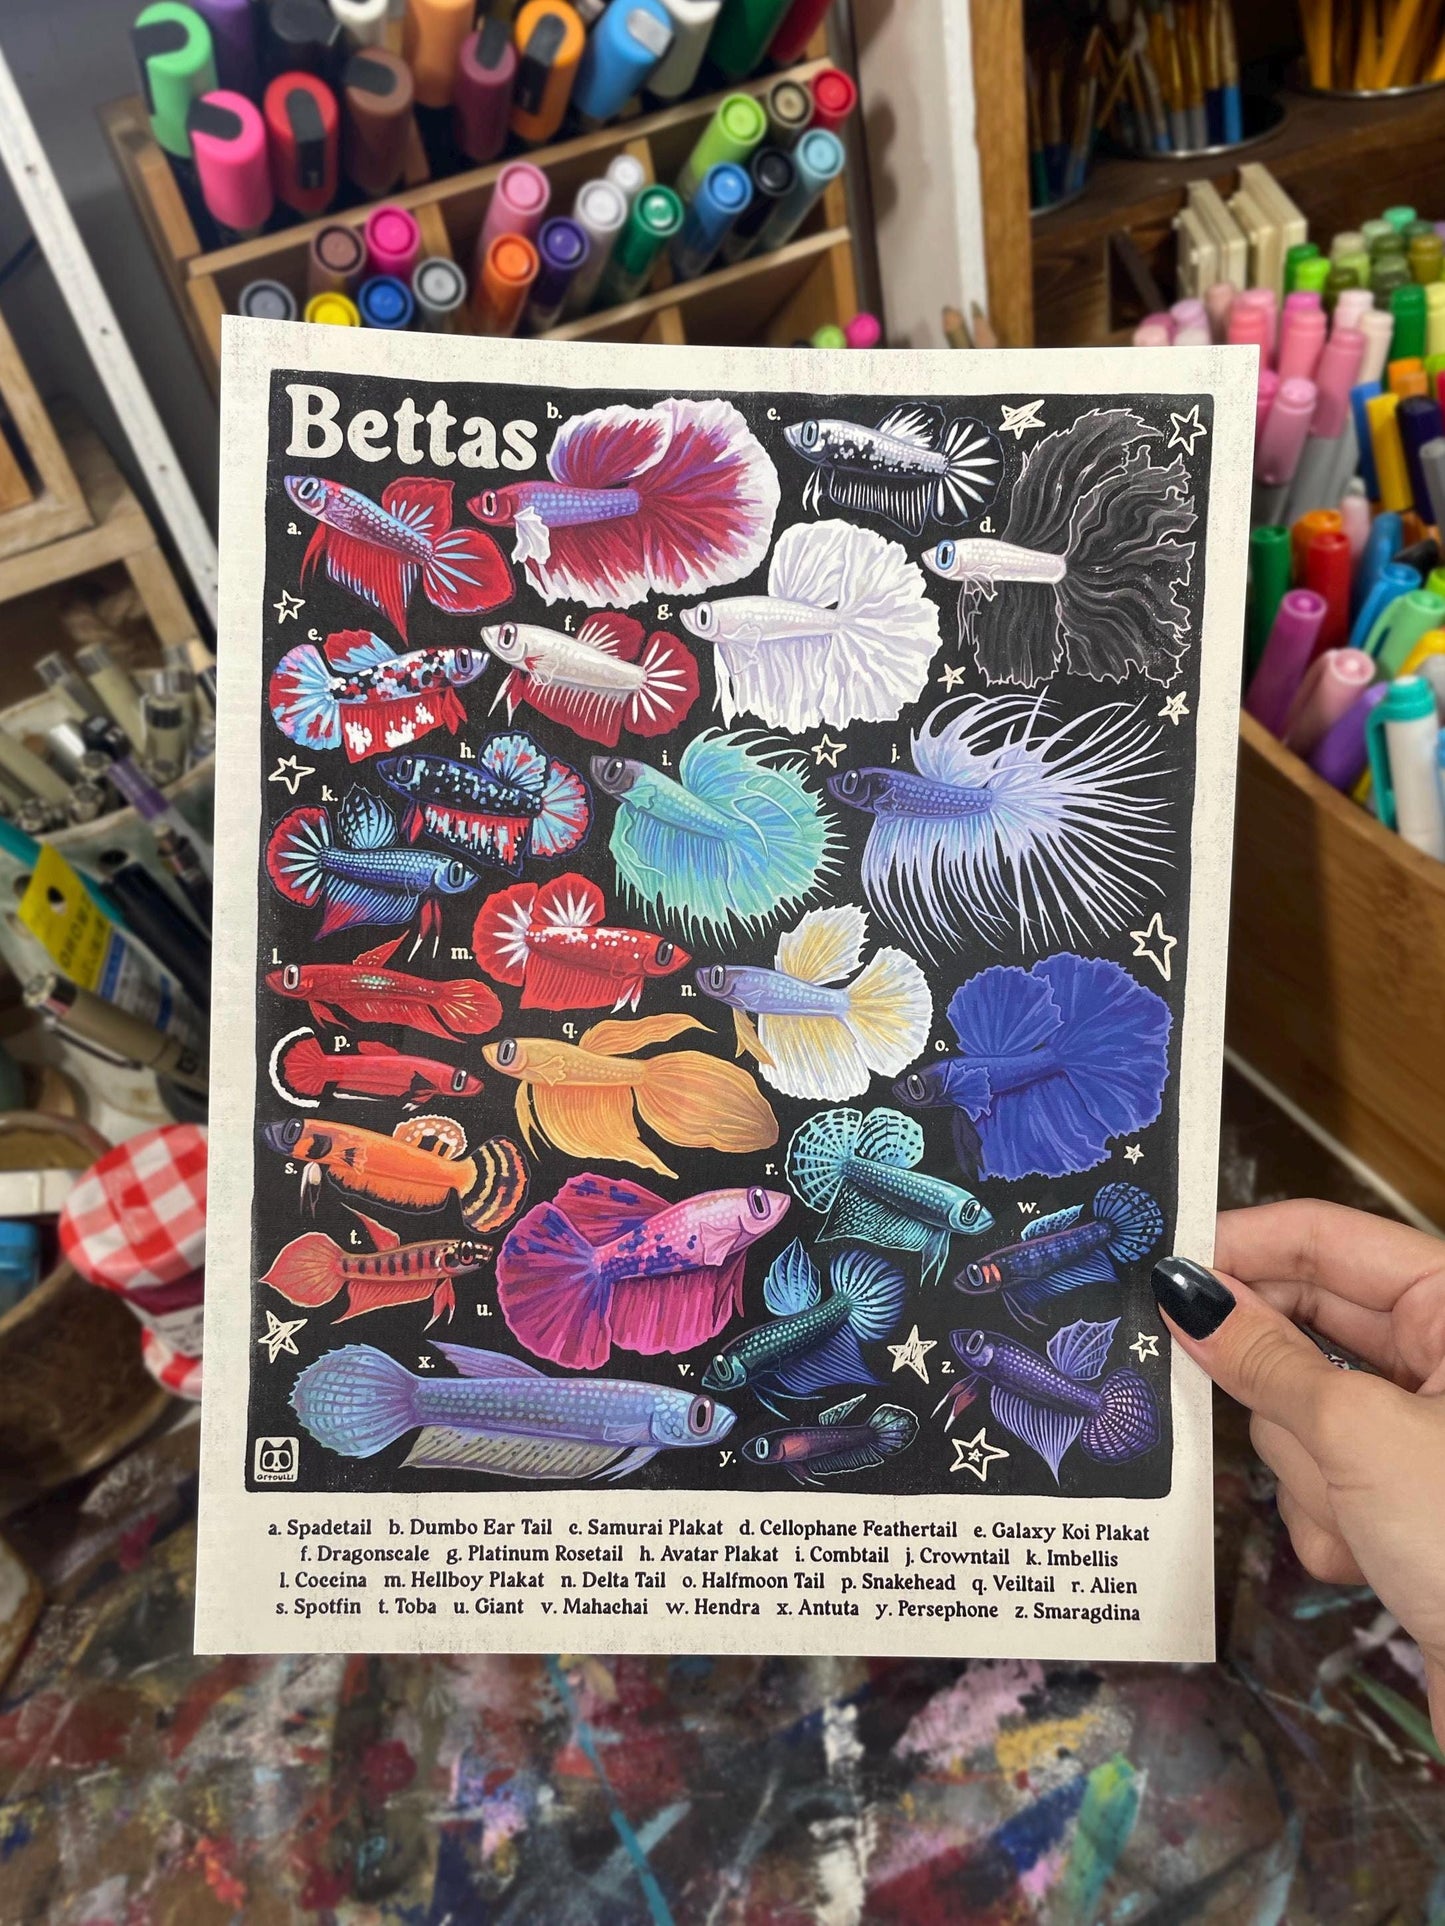 Bettas
b.
c.
a.
d.
g.
f.
e.
h.
i.
j.
k.
m.
l.
n.
q.
p.
o.
s.
r.
w.
t.
u.
x.
v.
z.
y.
artoulli
a. Spadetail b. Dumbo Ear Tail c. Samurai Plakat d. Cellophane Feathertail e. Galaxy Koi Plakat
f. Dragonscale g. Platinum Rosetail h. Avatar Plakat i. Combtail j. Crowntail k. Imbellis
l. Coccina m. Hellboy Plakat n. Delta Tail o. Halfmoon Tail p. Snakehead q. Veiltail r. Alien
s. Spotfin t. Toba u. Giant v. Mahachai w. Hendra x. Antuta y. Persephone z. Smaragdina